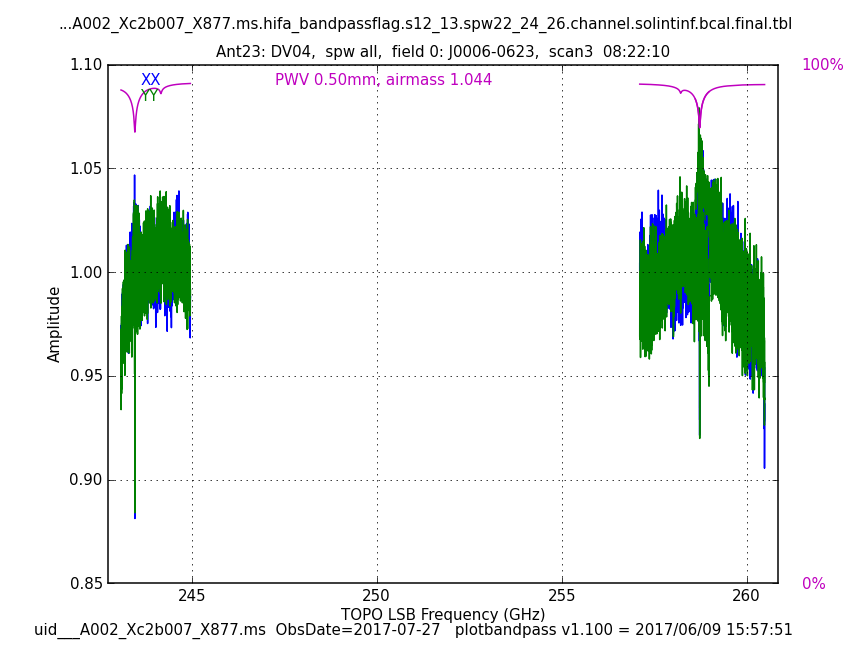 ...A002_Xc2b007_X877.ms.hifa_bandpassflag.s12_13.spw22_24_26.channel.solintinf.bcal.final.tbl
Ant23: DV04, spw all, field 0: J0006-0623, scan3 08:22:10
1.10
100%
XX
PWV 0.50mm, airmass 1.044
YY
1.05
1.00
Amplitude
0.95
0.90
0.85
0%
245
250
255
260
TOPO LSB Frequency (GHz)
uid___A002_Xc2b007_X877.ms ObsDate=2017-07-27 plotbandpass v1.100 = 2017/06/09 15:57:51